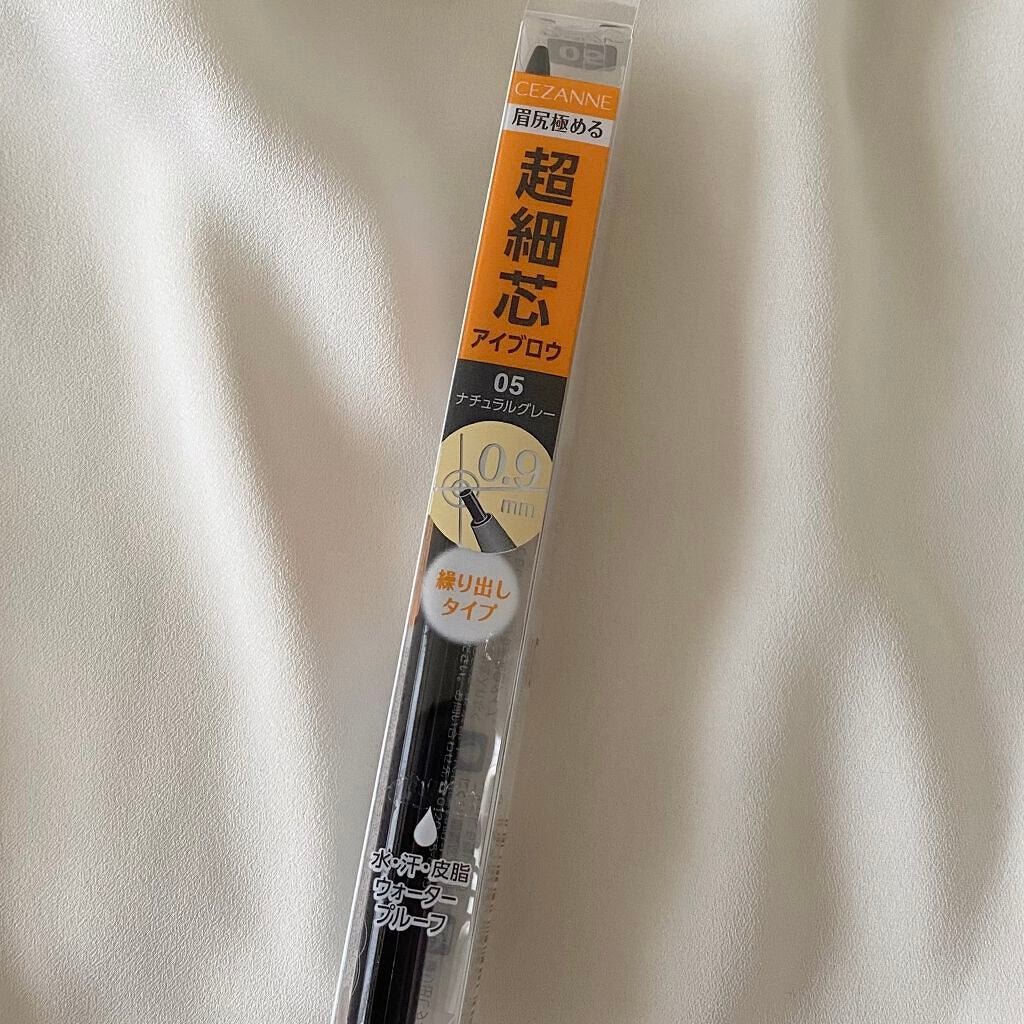 CEZANNE
眉尻極める
超細芯
アイブロウ
05
ナチュラルグレー
0.9
mm
繰り出し
タイプ
水・汗・皮脂
ウォーター
プルーフ